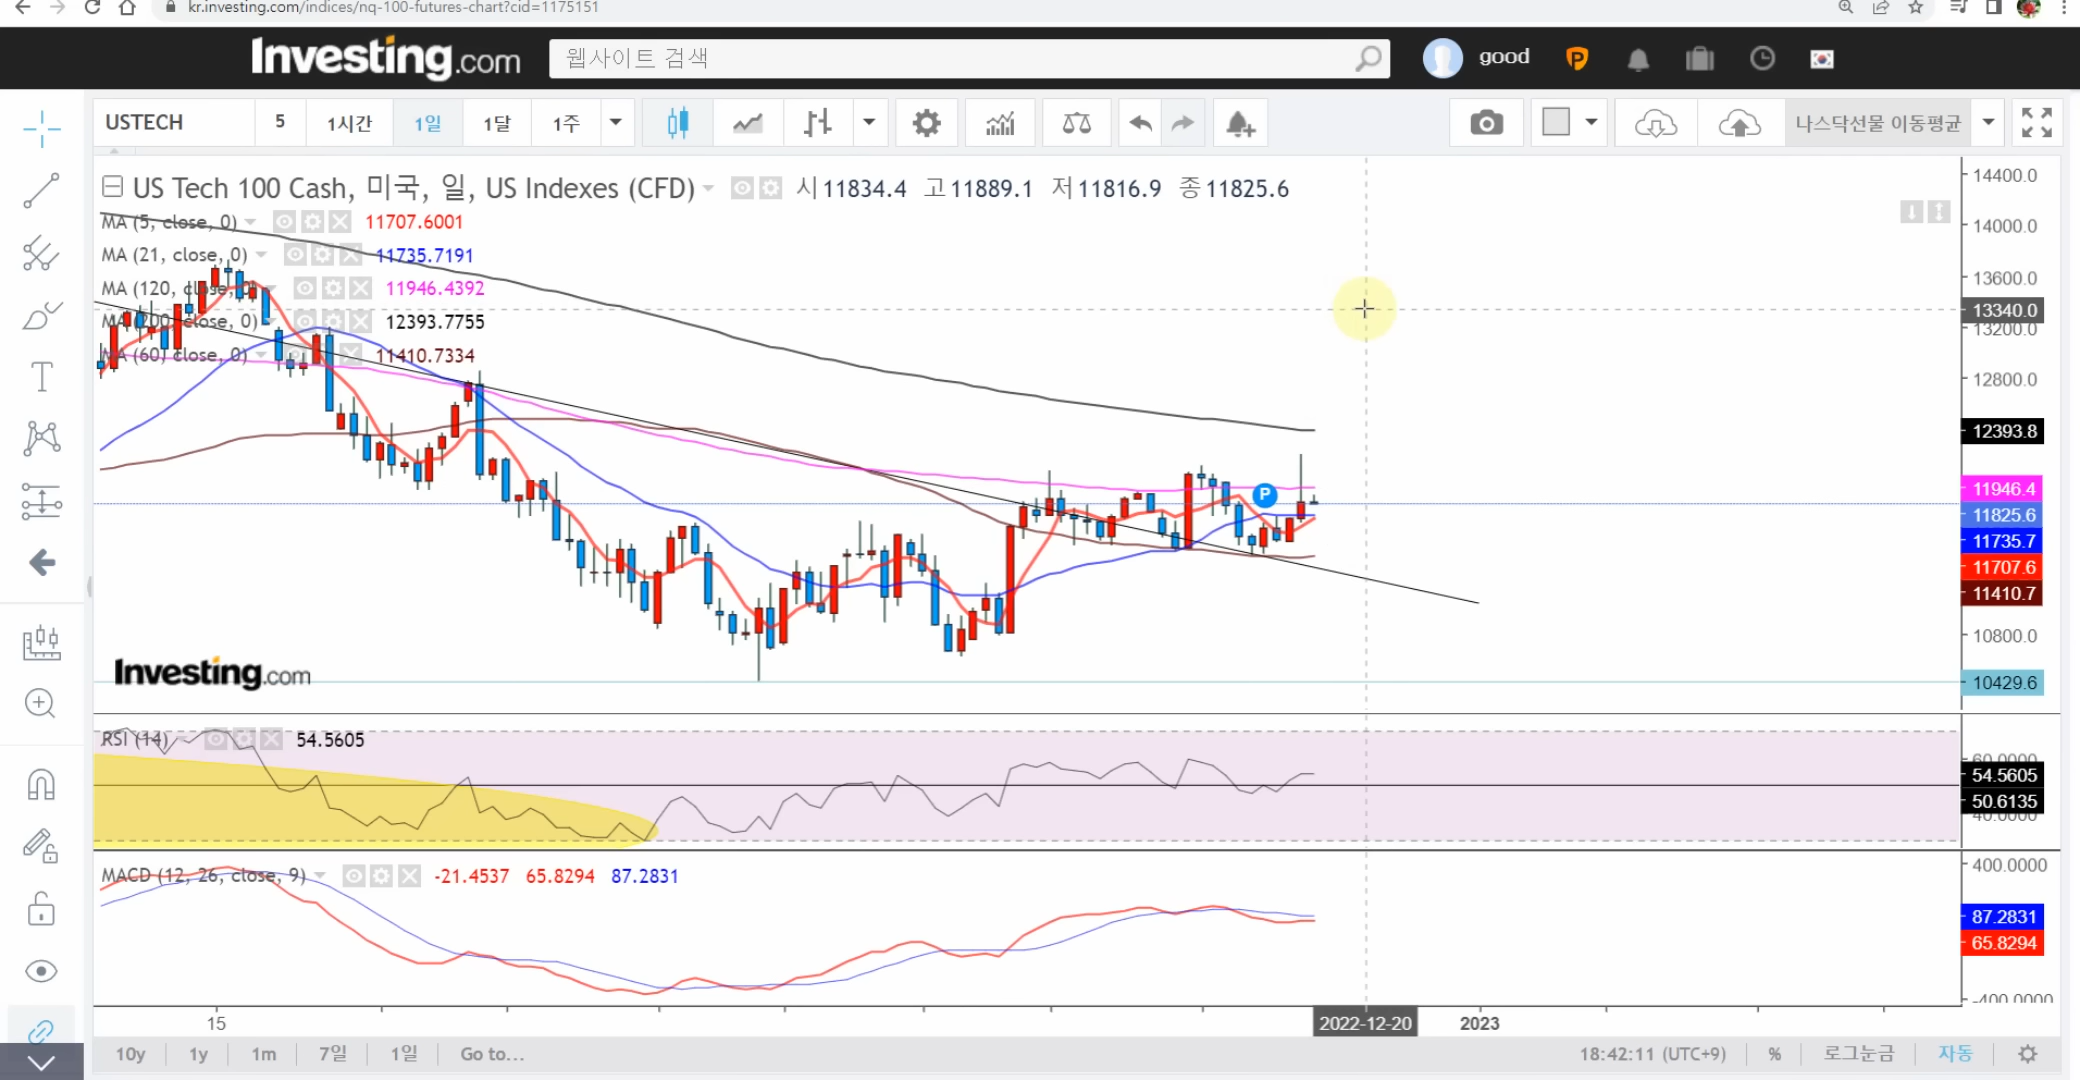 kr.investing.com/indices/nq-100-futures-chart?cid=1175151
Investing.com
웹사이트 검색
good
P
USTECH
5
1시간
1일
1달
1주
나스닥선물 이동평균
US Tech 100 Cash, 미국, 일, US Indexes (CFD)
시 11834.4 고 11889.1 저 11816.9 종 11825.6
MA (5, close, 0) 11707.6001
MA (21, close, 0) 11735.7191
MA (120, close, 0) 11946.4392
MA (200, close, 0) 12393.7755
MA (60, close, 0) 11410.7334
14400.0
14000.0
13600.0
13340.0
13200.0
12800.0
12393.8
11946.4
11825.6
11735.7
11707.6
11410.7
10800.0
10429.6
P
Investing.com
RSI (14) 54.5605
60.0000
54.5605
50.6135
40.0000
MACD (12, 26, close, 9) -21.4537 65.8294 87.2831
400.0000
87.2831
65.8294
-400.0000
15
2022-12-20
2023
10y
1y
1m
7일
1일
Go to...
18:42:11 (UTC+9)
%
로그눈금
자동